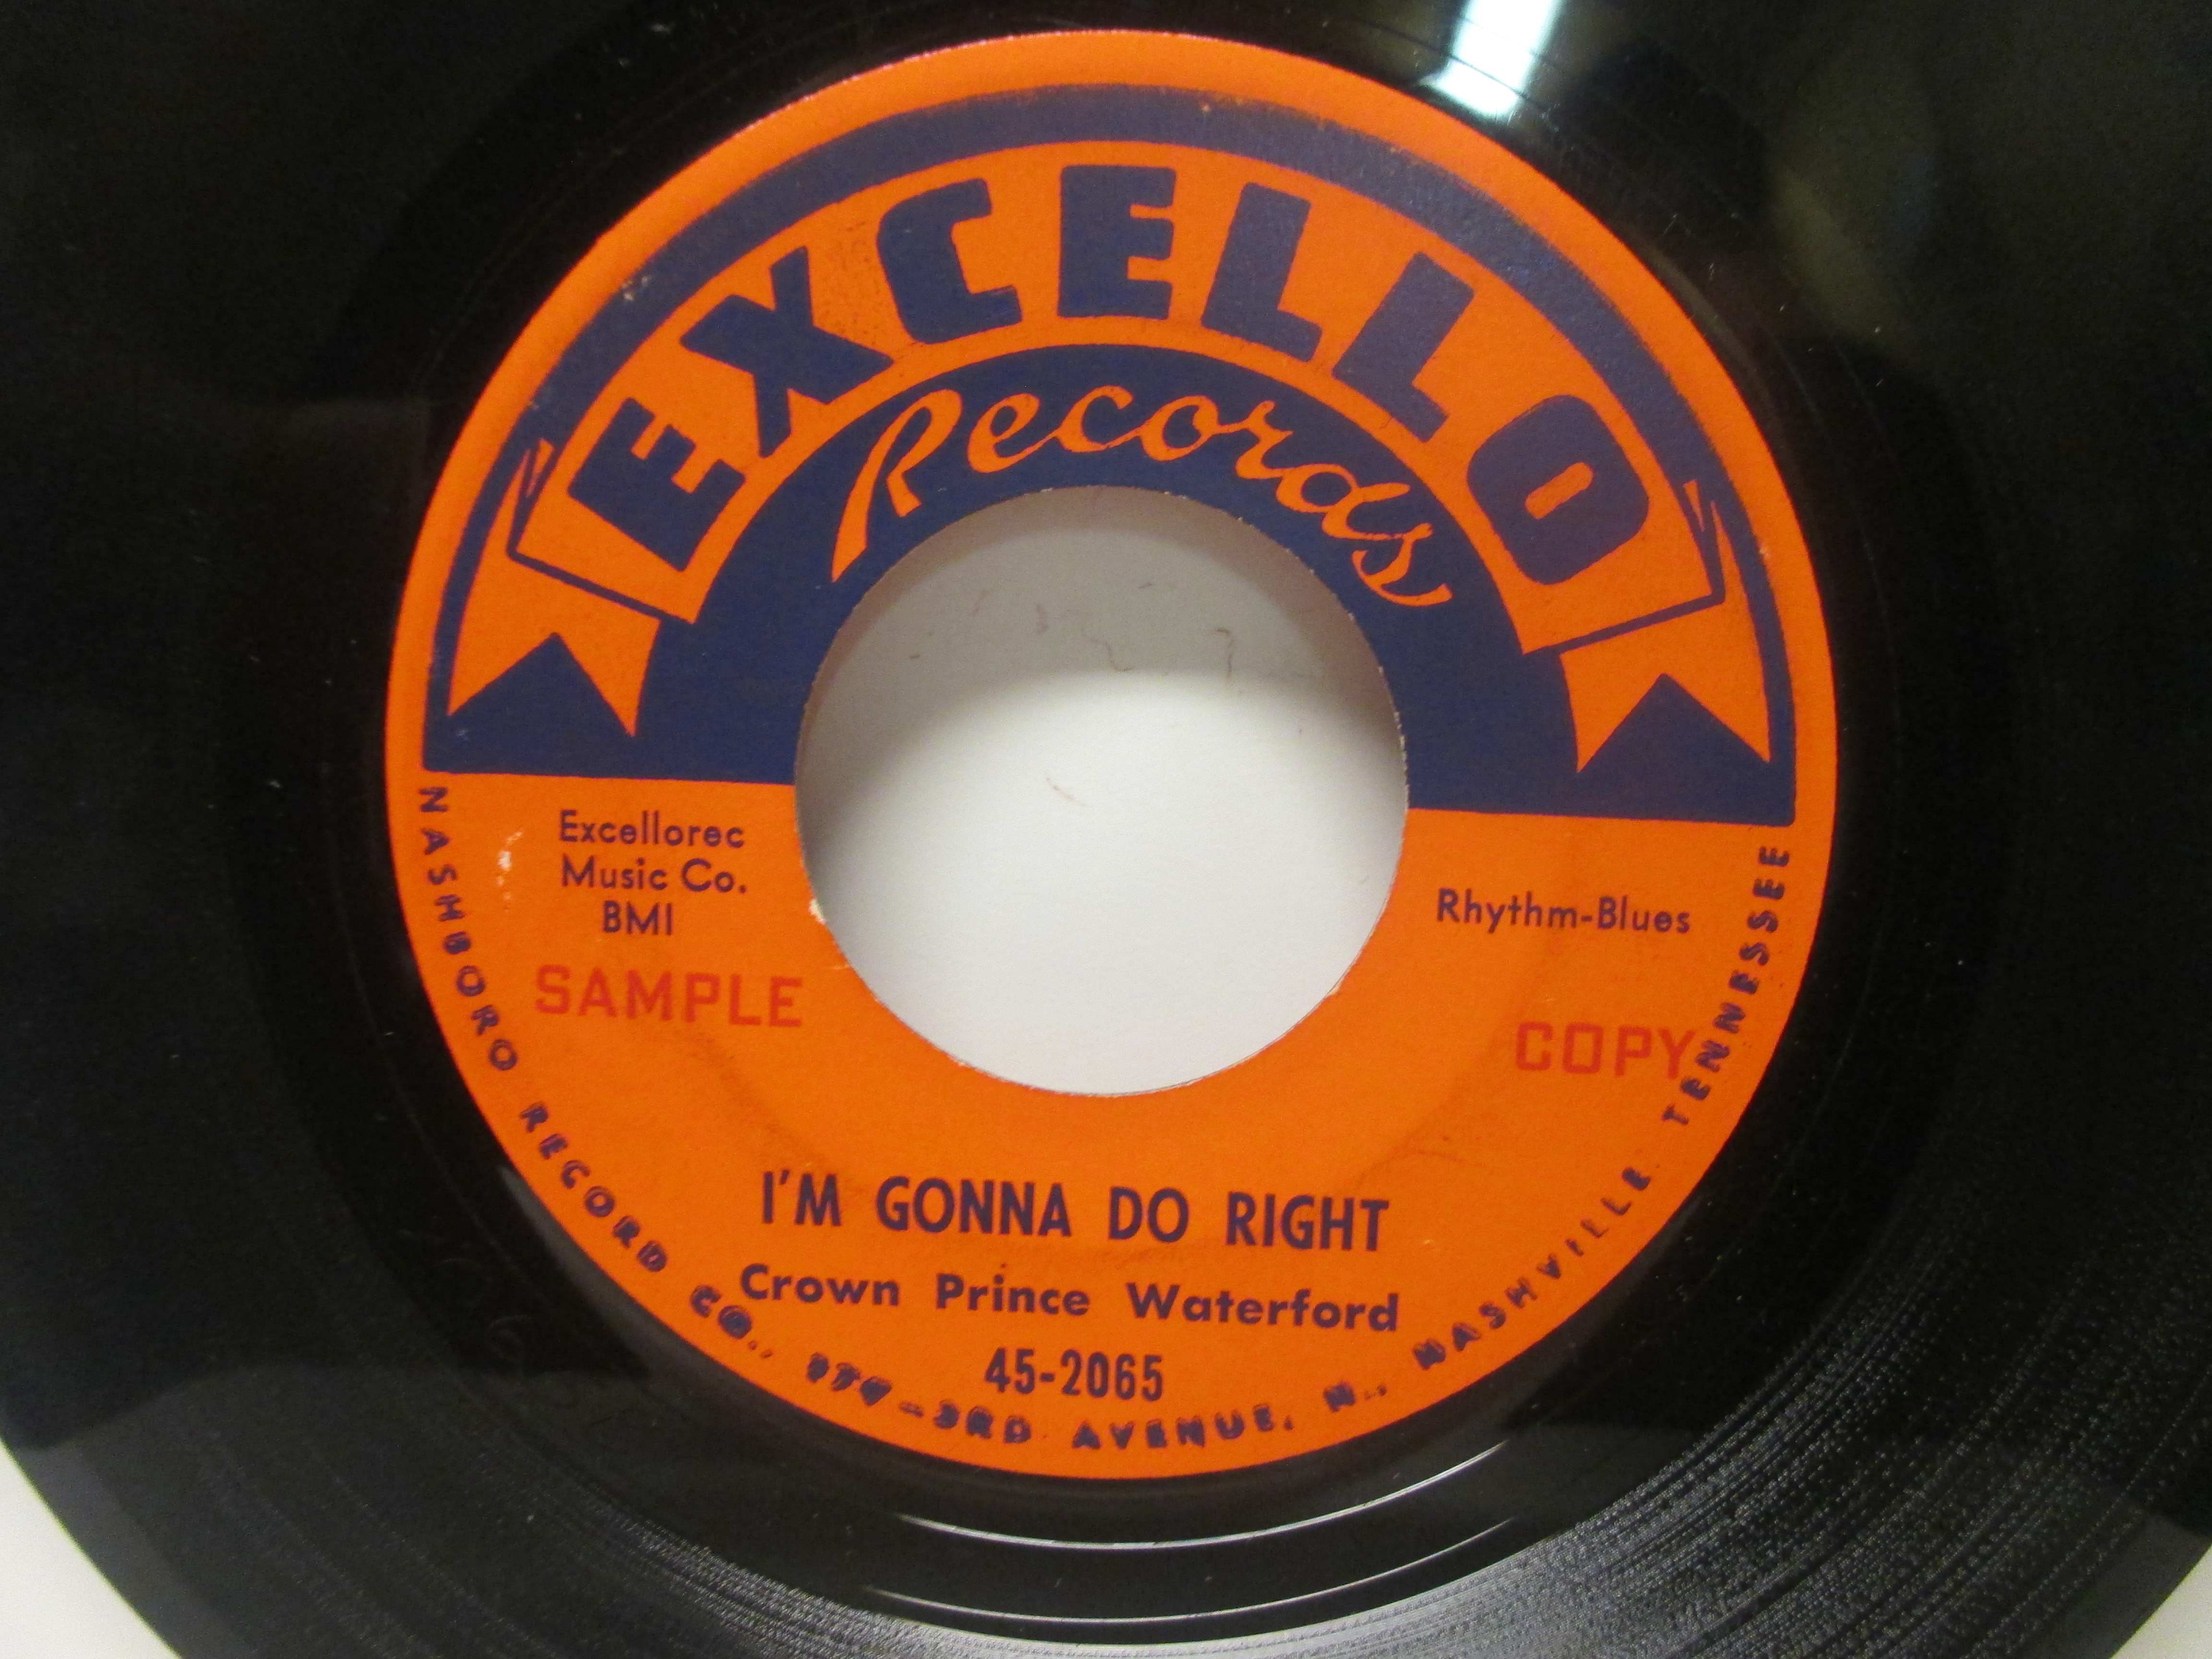 EXCELLO
Records
Excellorec
Music Co.
BMI
Rhythm-Blues
SAMPLE
COPY
I'M GONNA DO RIGHT
Crown Prince Waterford
45-2065
NASHBORO RECORD CO., 3RD AVENUE, N., NASHVILLE TENNESSEE